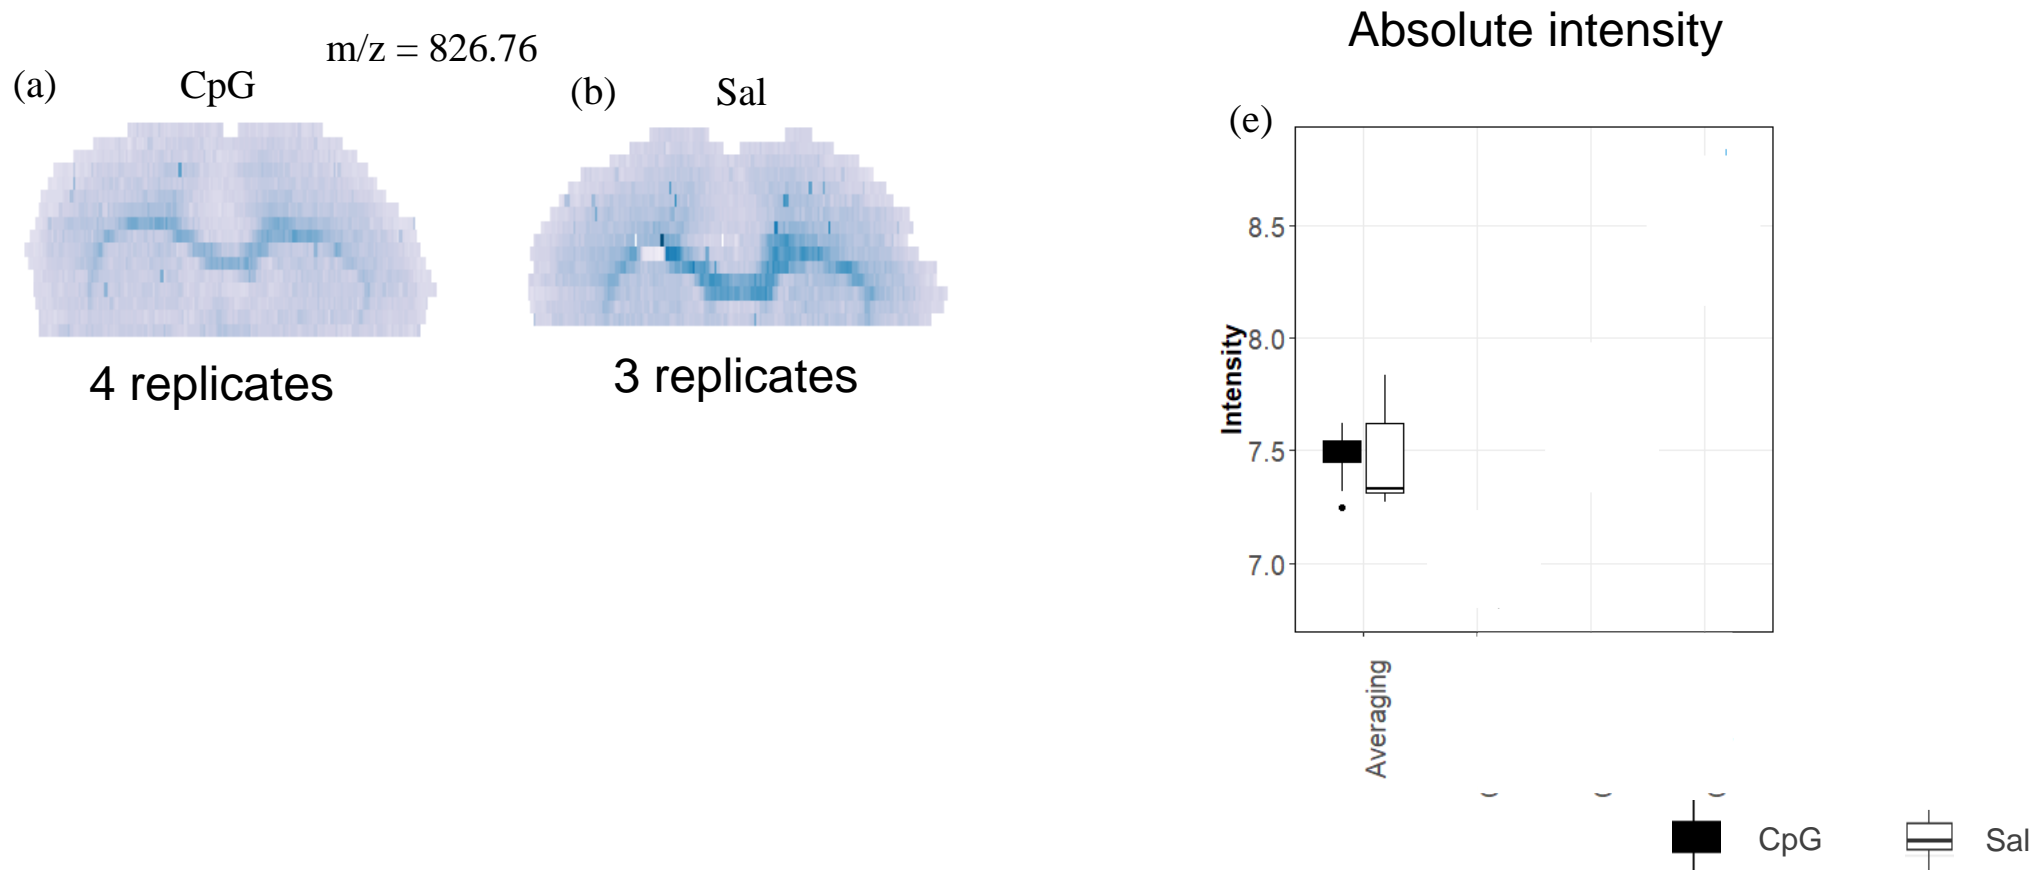 m/z = 826.76
(a)
CpG
(b)
Sal
4 replicates
3 replicates
Absolute intensity
(e)
Intensity
8.5
8.0
7.5
7.0
Averaging
CpG
Sal